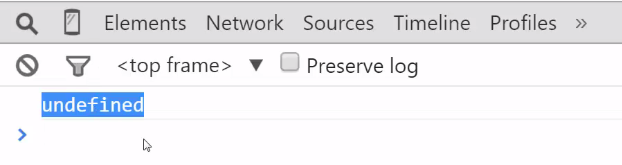 Elements Network Sources Timeline Profiles »
<top frame> ▼ Preserve log
undefined
>